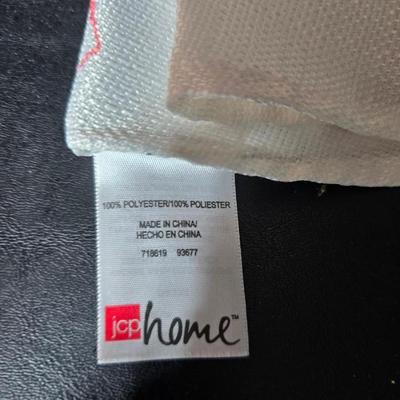 100% POLYESTER/100% POLIESTER
MADE IN CHINA/
HECHO EN CHINA
718619 93677
jcp home™